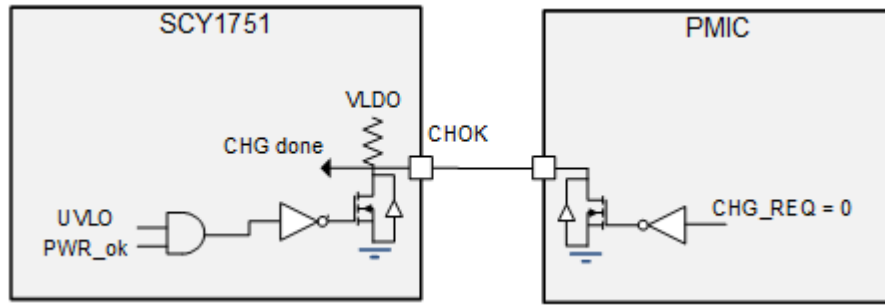 SCY1751
PMIC
VLDO
CHG done
CHOK
UVLO
PWR_ok
CHG_REQ = 0